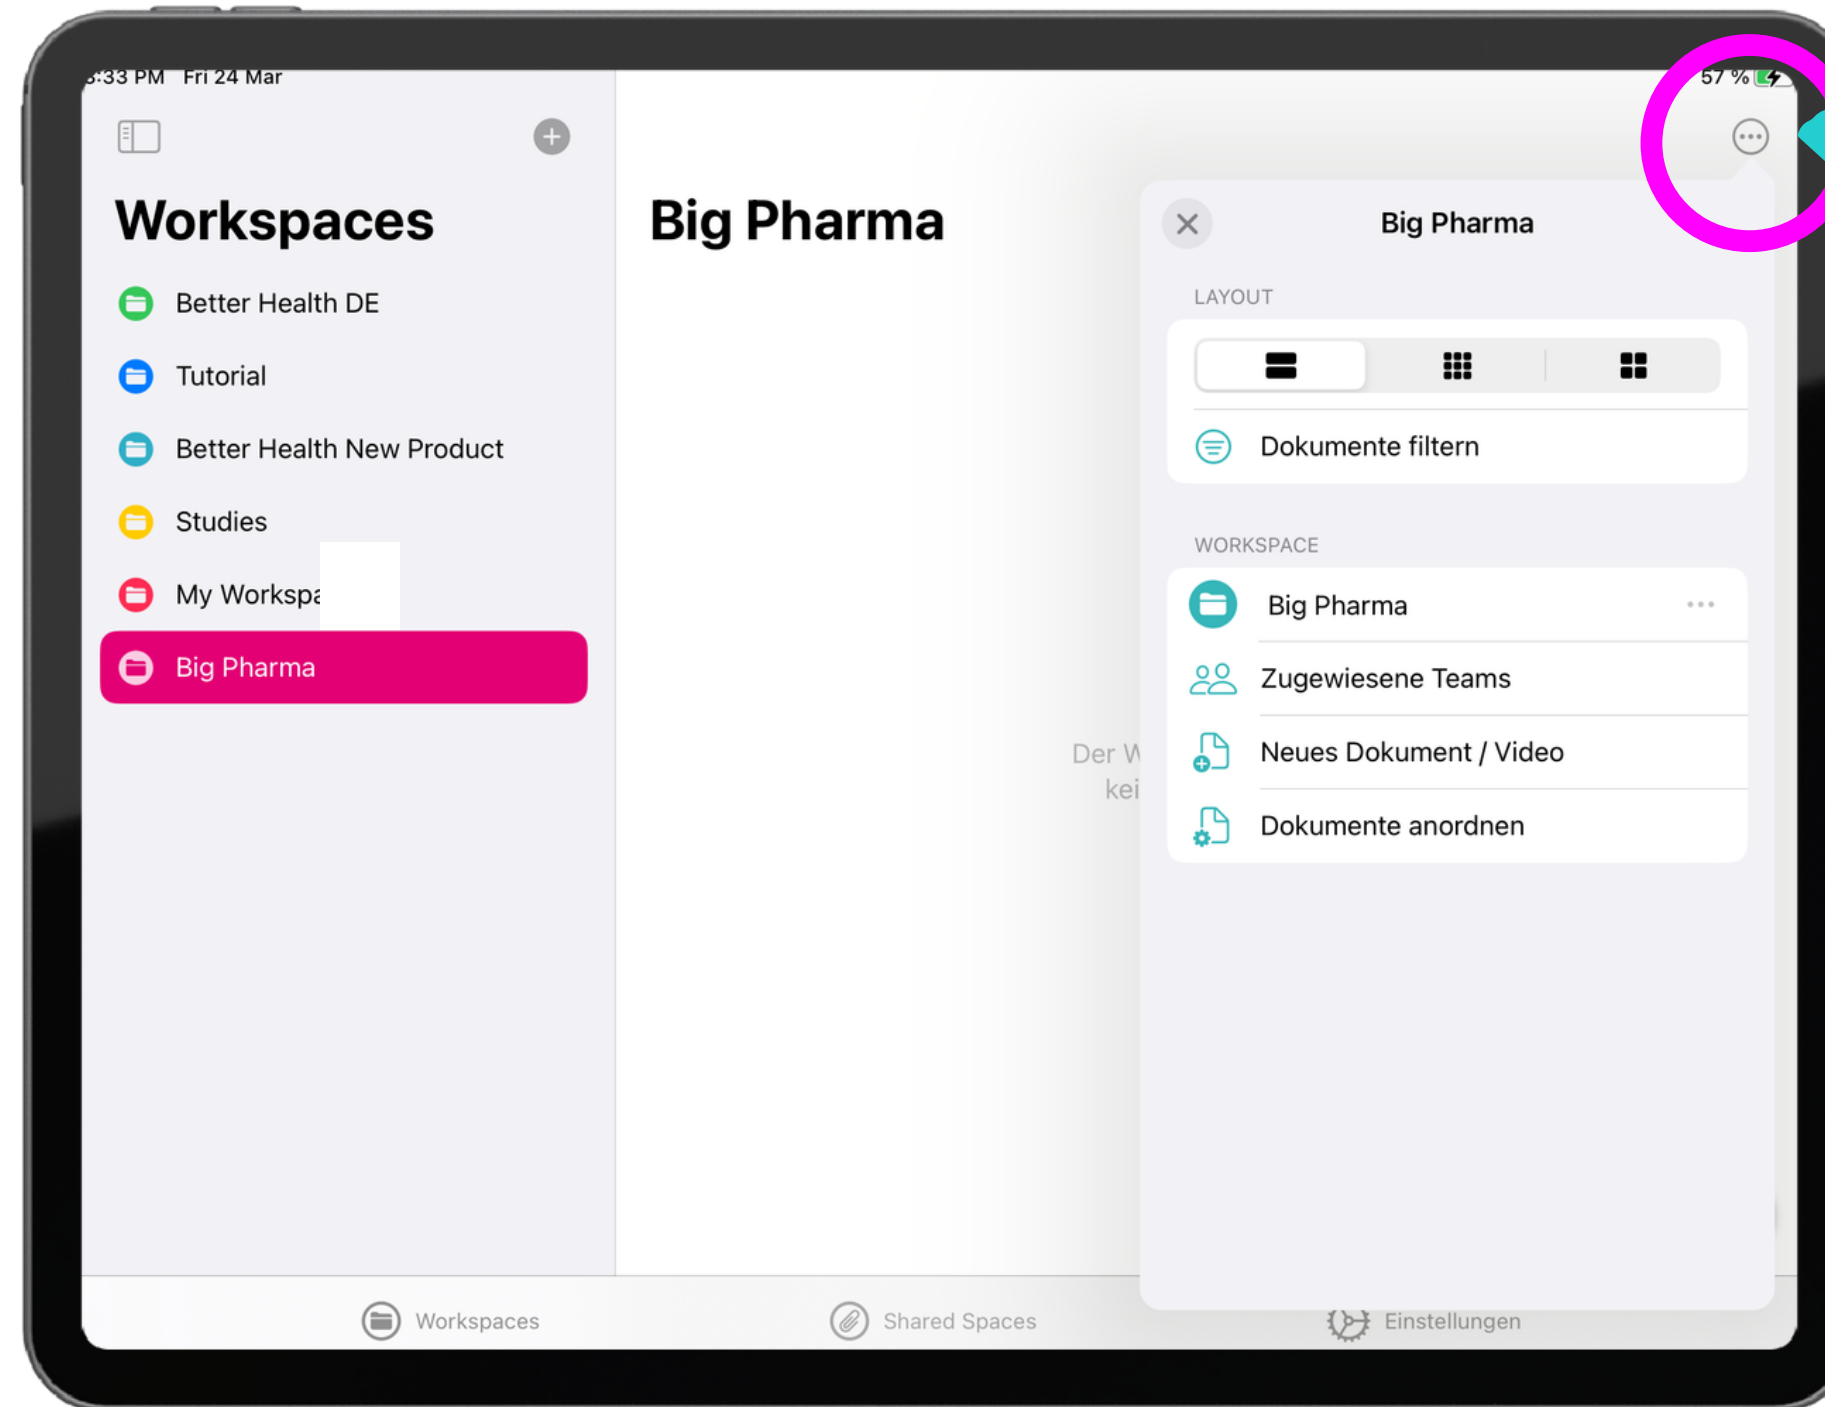 :33 PM Fri 24 Mar
57 %
Workspaces
Better Health DE
Tutorial
Better Health New Product
Studies
My
Big Pharma
Big Pharma
Der
Big Pharma
LAYOUT
Dokumente filtern
WORKSPACE
Big Pharma
Zugewiesene Teams
Neues Dokument / Video
Dokumente anordnen
Workspaces
Shared Spaces
Einstellungen